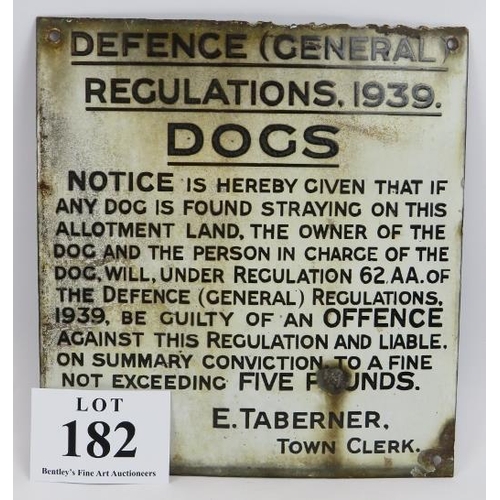 DEFENCE (GENERAL)
REGULATIONS, 1939.
DOGS
NOTICE IS HEREBY GIVEN THAT IF
ANY DOG IS FOUND STRAYING ON THIS
ALLOTMENT LAND, THE OWNER OF THE
DOG AND THE PERSON IN CHARGE OF THE
DOG, WILL, UNDER REGULATION 62.AA. OF
THE DEFENCE (GENERAL) REGULATIONS,
1939, BE GUILTY OF AN OFFENCE
AGAINST THIS REGULATION AND LIABLE.
ON SUMMARY CONVICTION TO A FINE
NOT EXCEEDING FIVE POUNDS.
E. TABERNER,
TOWN CLERK.
LOT
182
Bentley's Fine Art Auctioneers